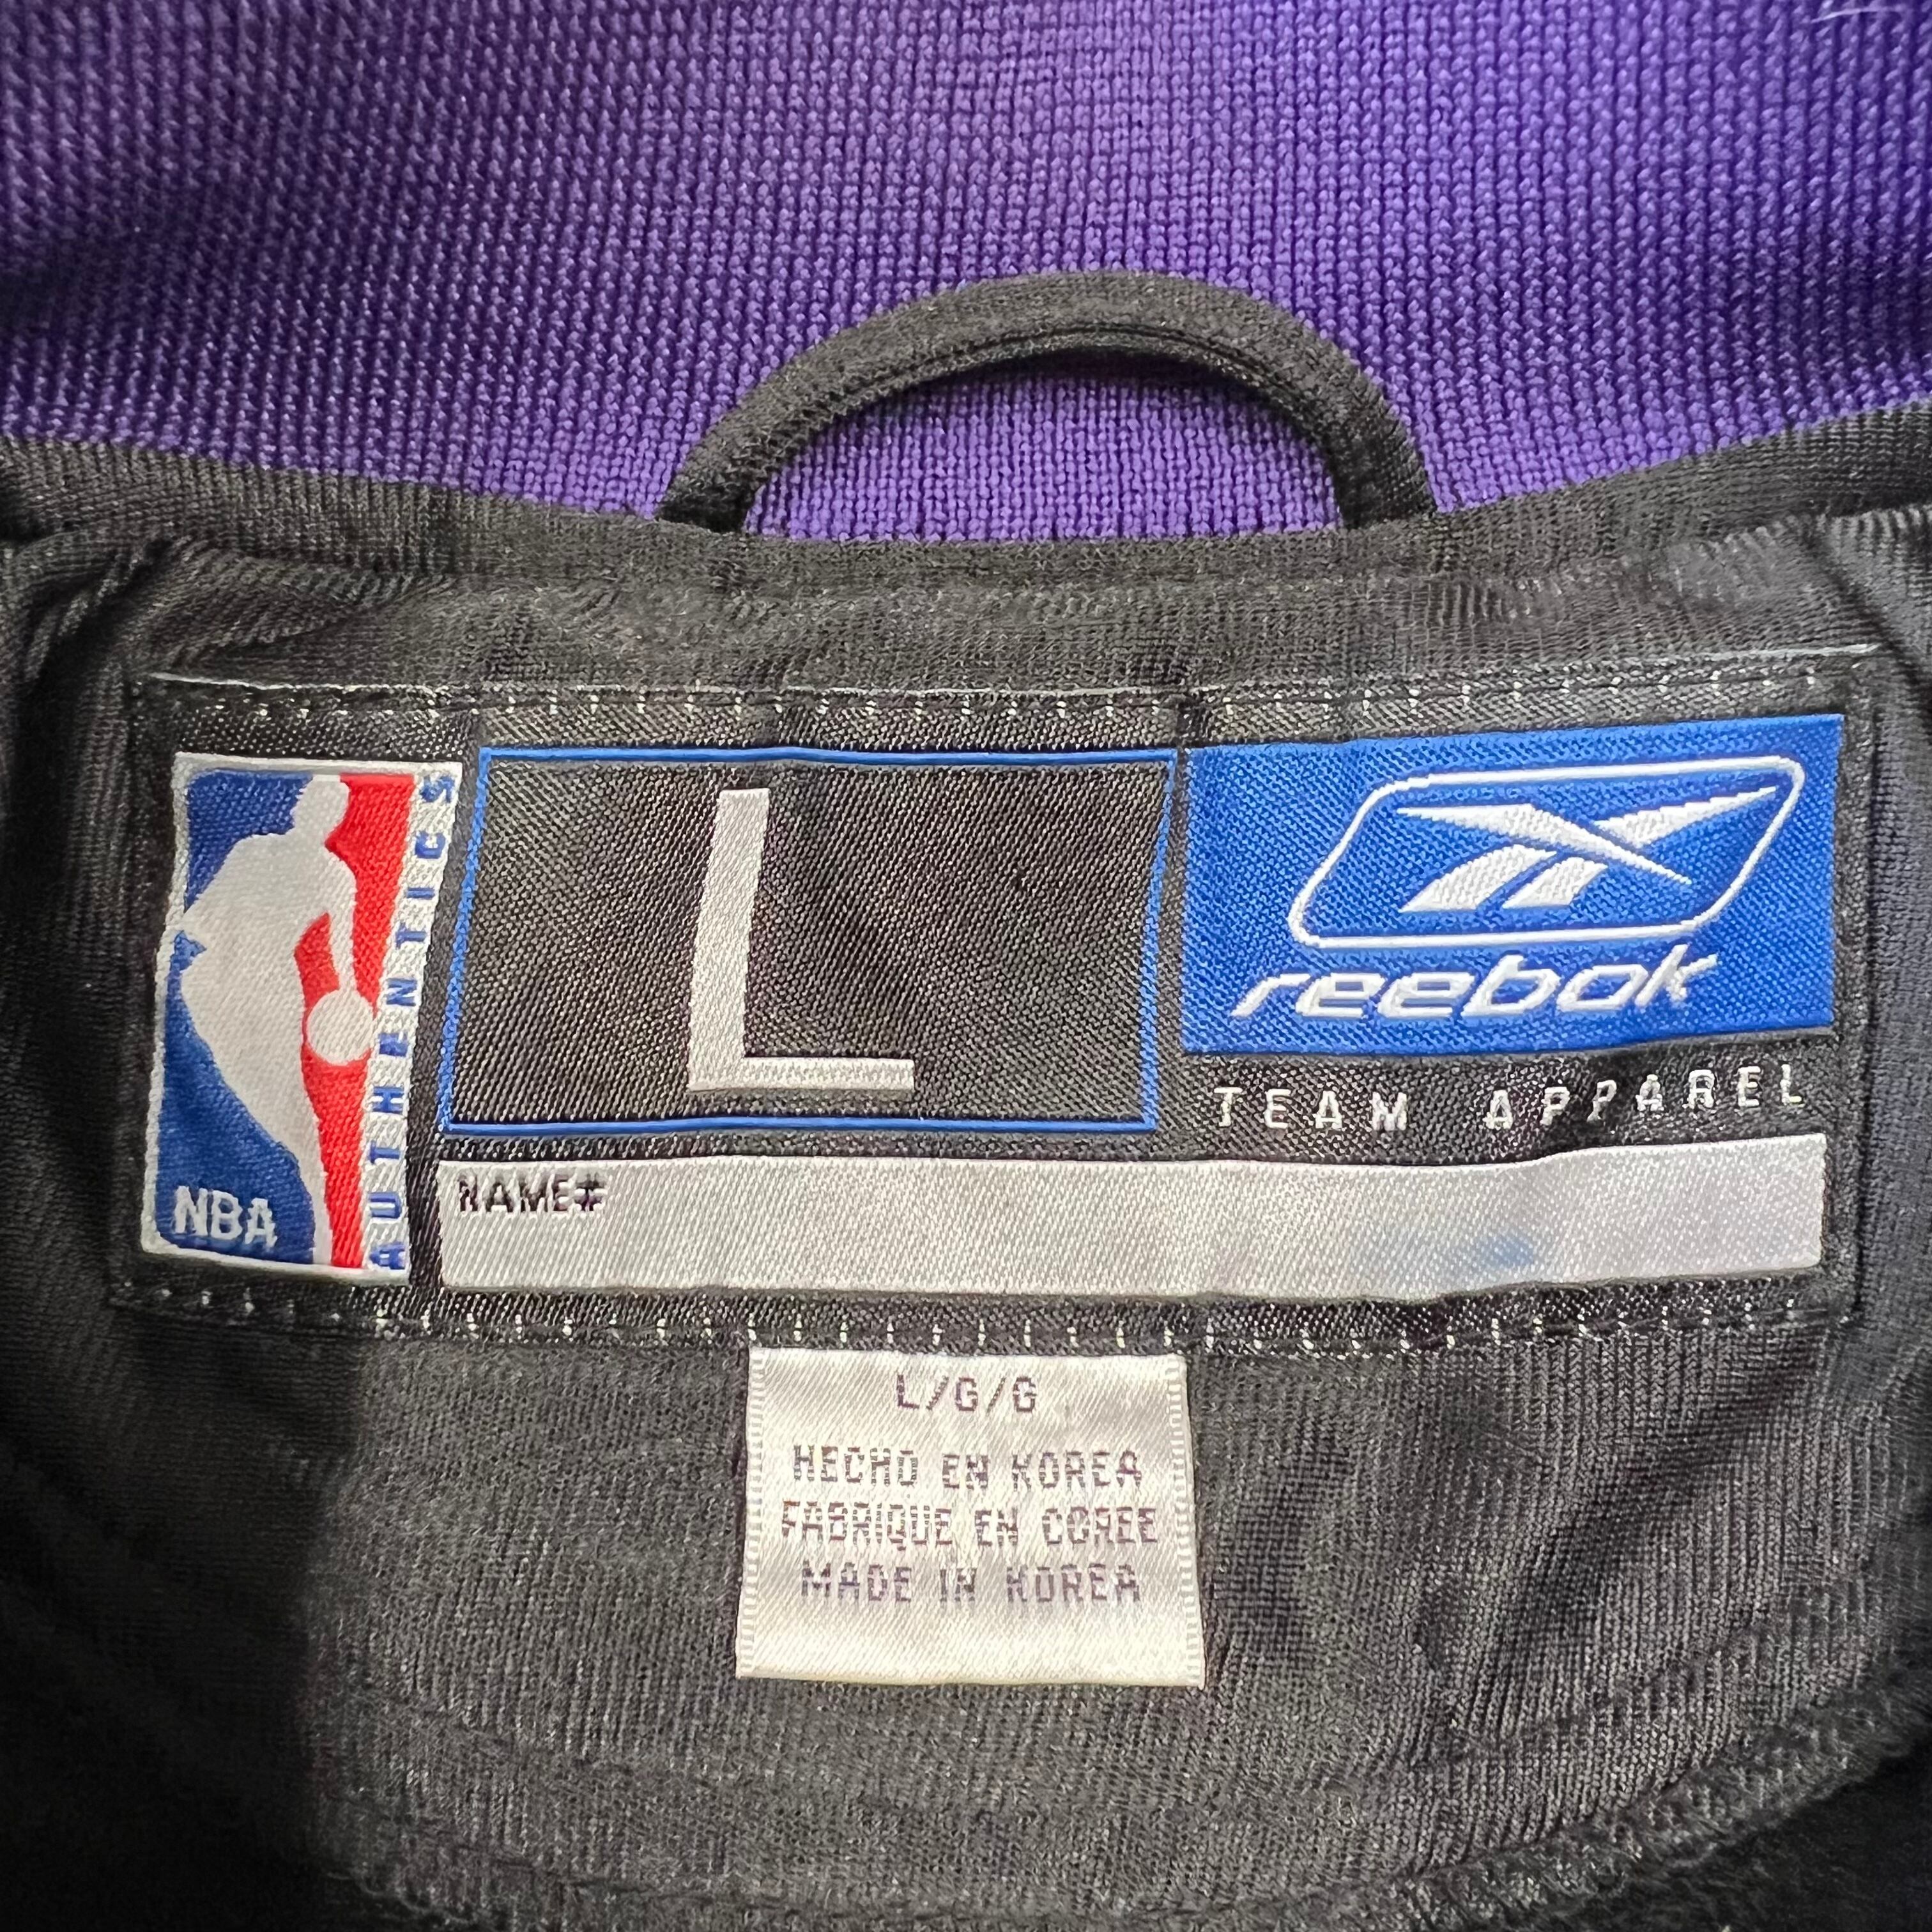 NBA
AUTHENTICS
L
reebok
TEAM APPAREL
NAME#
L/G/G
HECHO EN KOREA
FABRIQUE EN COREE
MADE IN KOREA